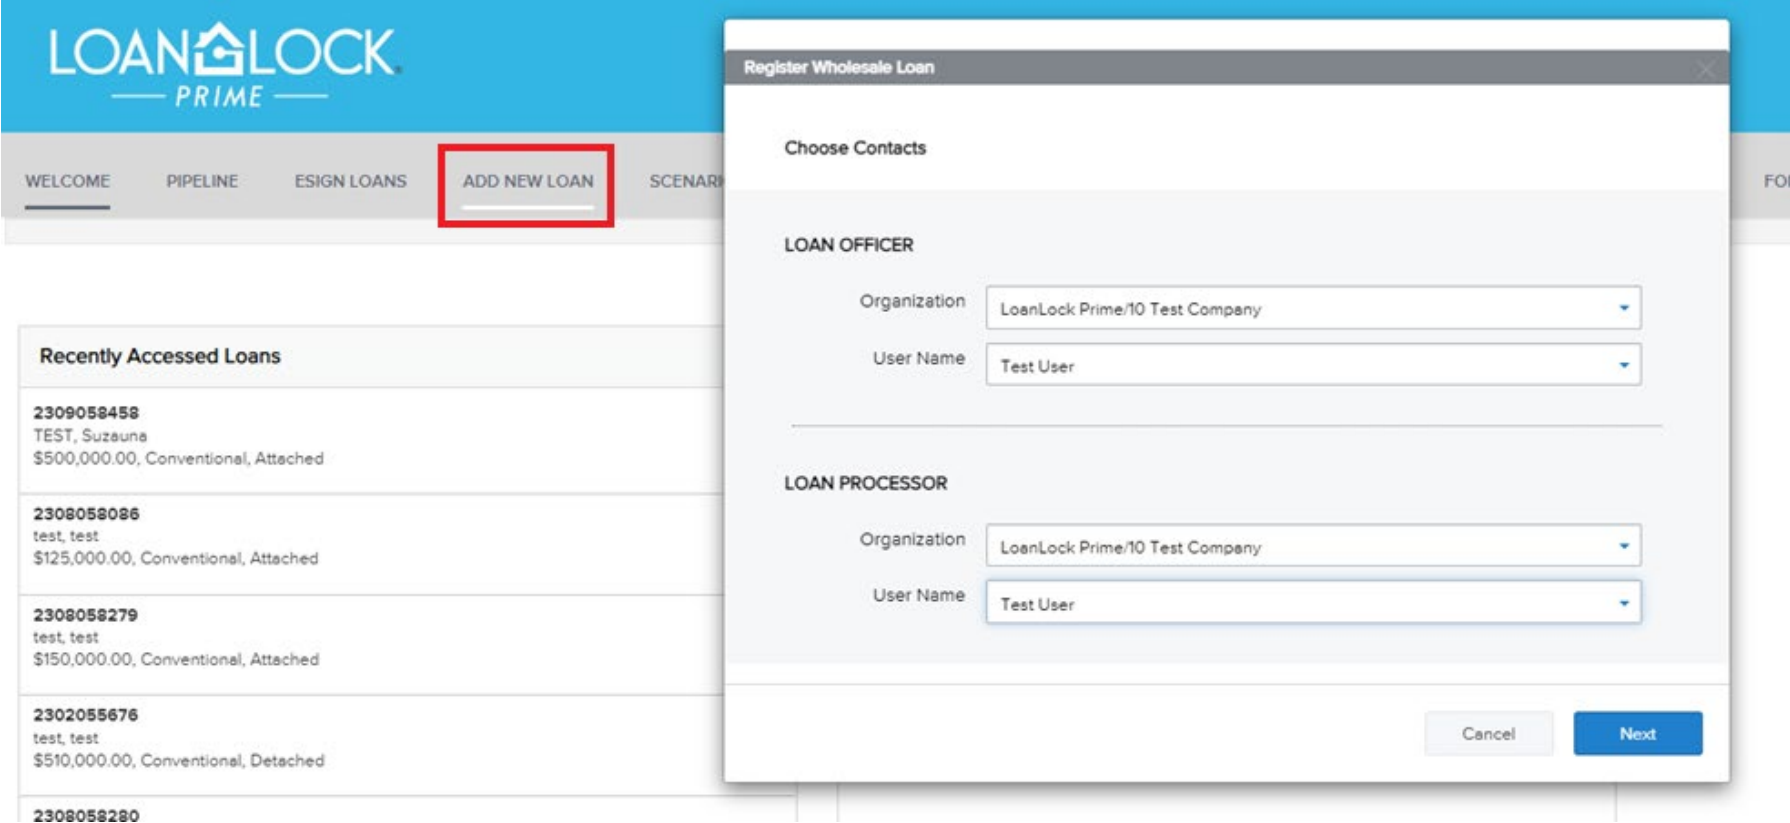 LOANLOCK
PRIME
WELCOME
PIPELINE
ESIGN LOANS
ADD NEW LOAN
SCENARI
Recently Accessed Loans
2309058458
TEST, Suzauna
$500,000.00, Conventional, Attached
2308058086
test, test
$125,000.00, Conventional, Attached
2308058279
test, test
$150,000.00, Conventional, Attached
2302055676
test, test
$510,000.00, Conventional, Detached
2308058280
Register Wholesale Loan
Choose Contacts
LOAN OFFICER
Organization LoanLock Prime/10 Test Company
User Name Test User
LOAN PROCESSOR
Organization LoanLock Prime/10 Test Company
User Name Test User
Cancel
Next